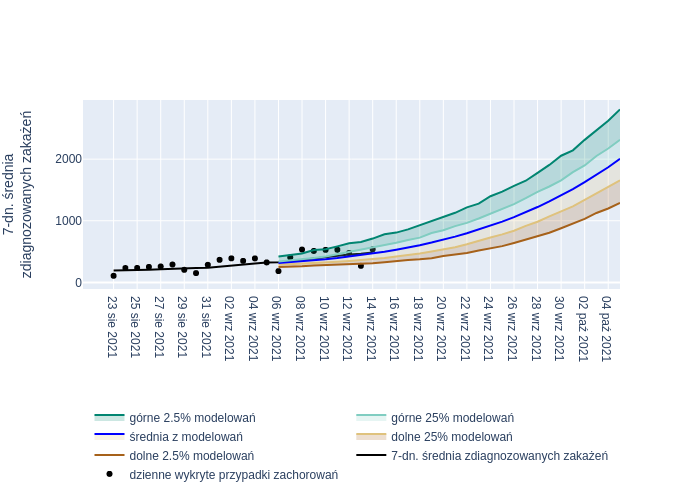 7-dn. średnia
zdiagnozowanych zakażeń
2000
1000
0
23 sie 2021
25 sie 2021
27 sie 2021
29 sie 2021
31 sie 2021
02 wrz 2021
04 wrz 2021
06 wrz 2021
08 wrz 2021
10 wrz 2021
12 wrz 2021
14 wrz 2021
16 wrz 2021
18 wrz 2021
20 wrz 2021
22 wrz 2021
24 wrz 2021
26 wrz 2021
28 wrz 2021
30 wrz 2021
02 paź 2021
04 paź 2021
górne 2.5% modelowań
górne 25% modelowań
średnia z modelowań
dolne 25% modelowań
dolne 2.5% modelowań
7-dn. średnia zdiagnozowanych zakażeń
dzienne wykryte przypadki zachorowań